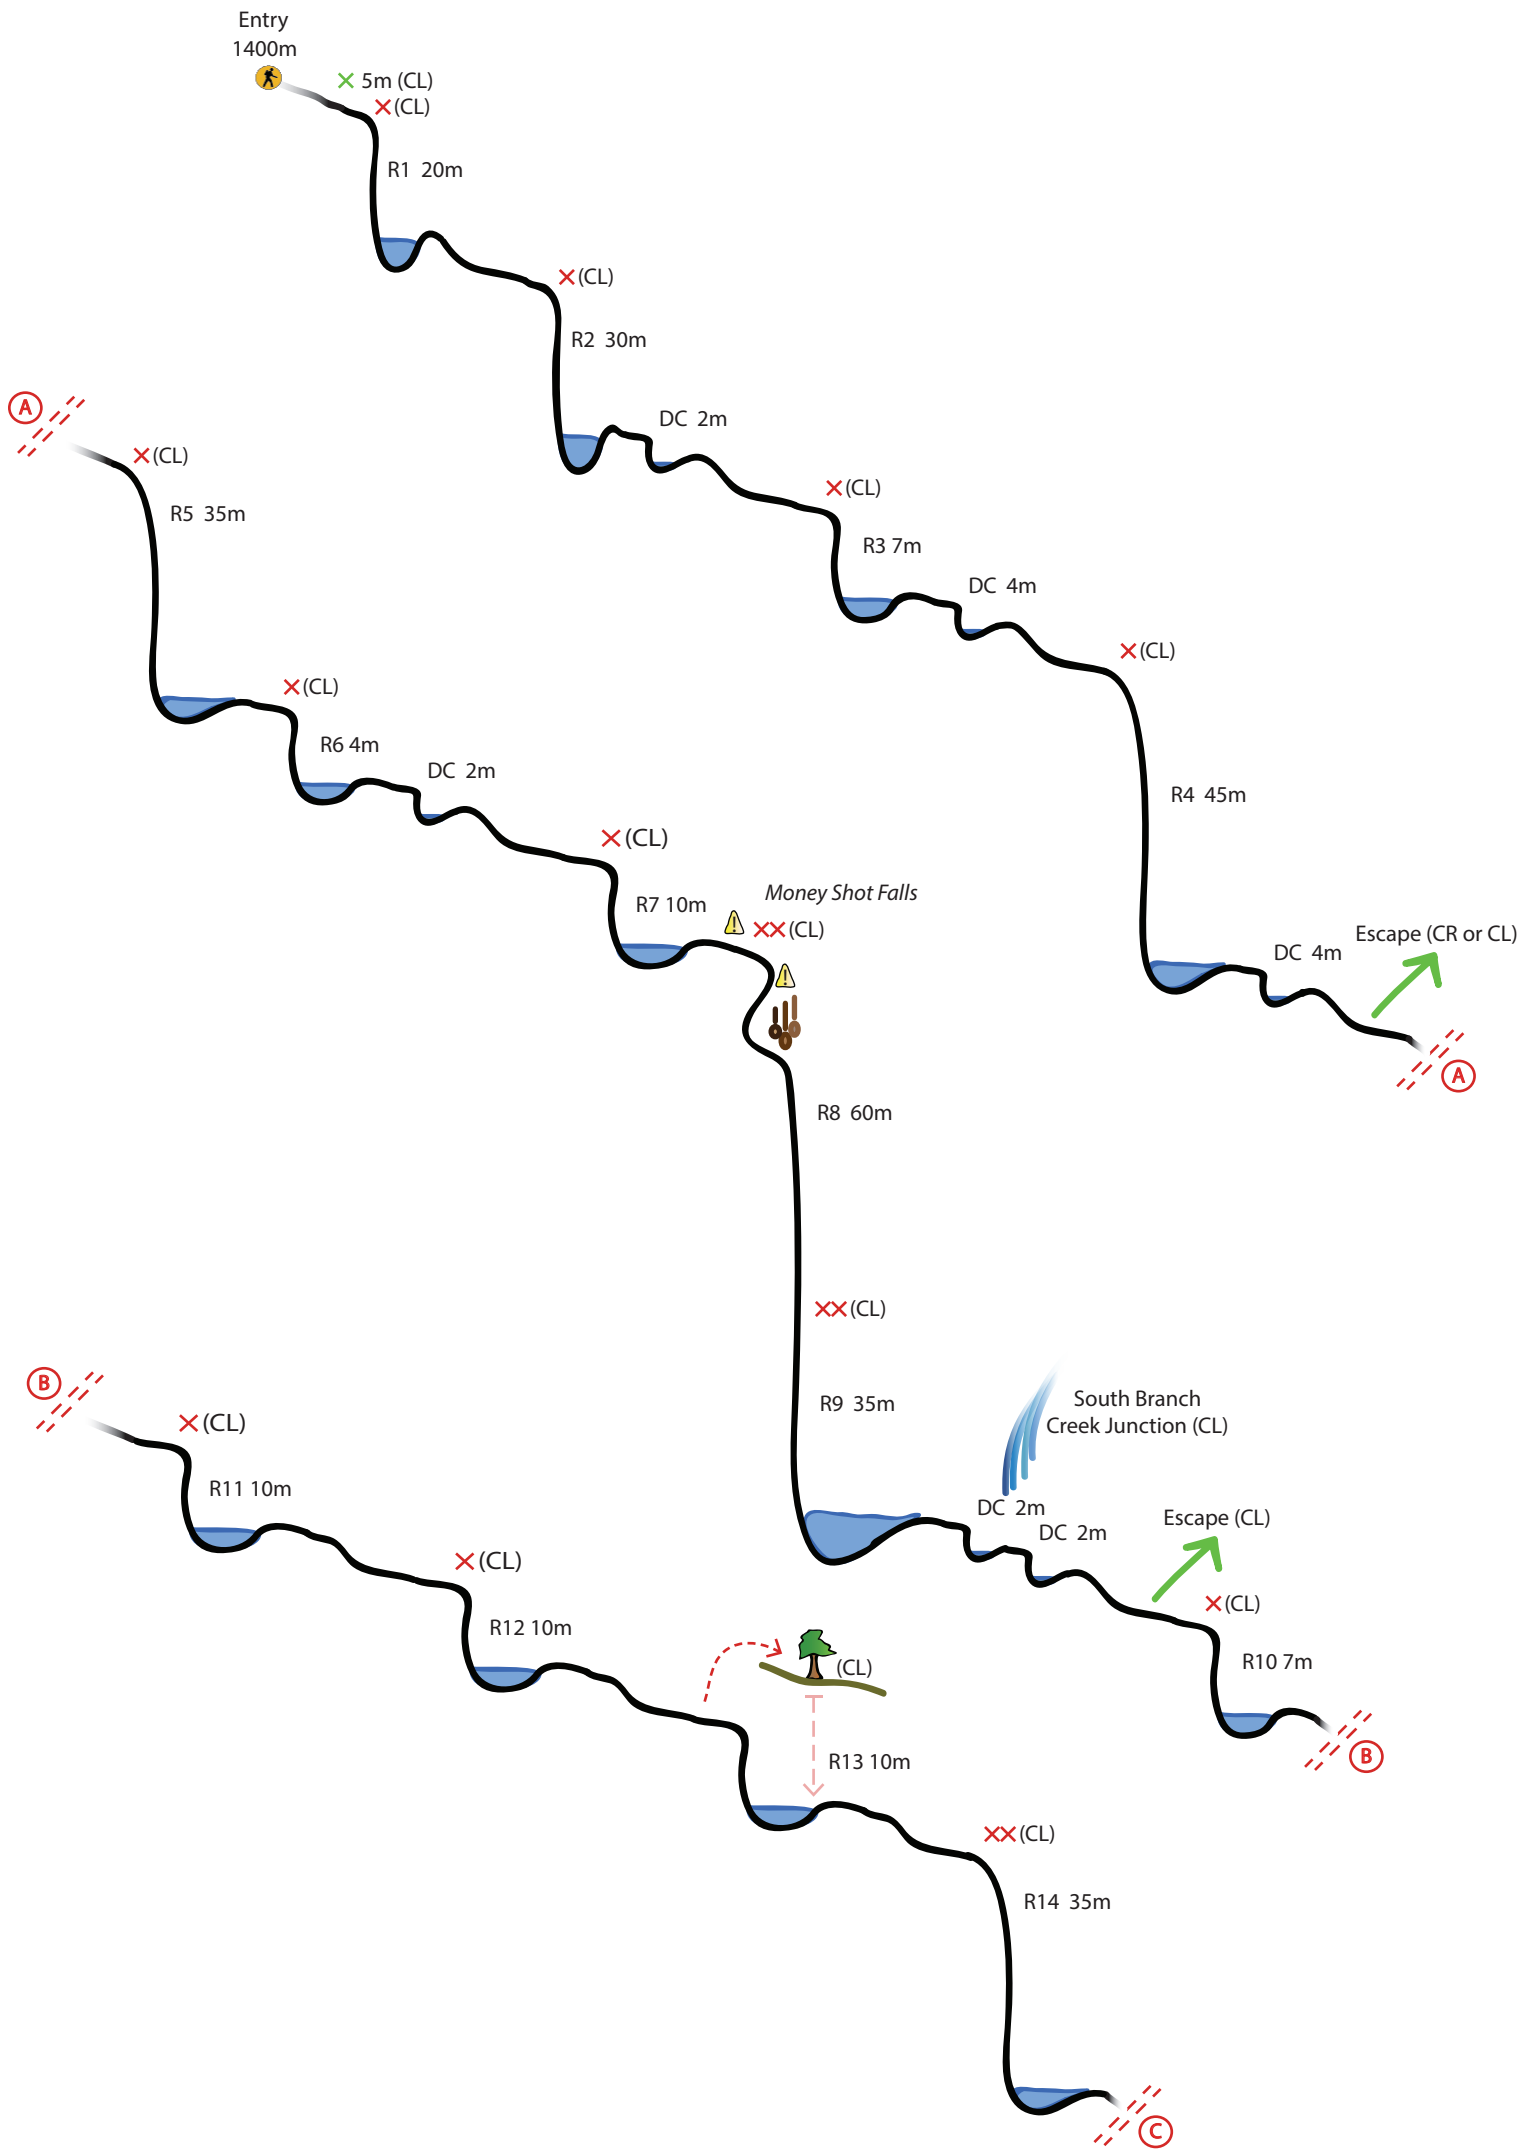 Entry
1400m
5m (CL)
(CL)
R1 20m
(CL)
R2 30m
DC 2m
(CL)
R3 7m
DC 4m
(CL)
R4 45m
DC 4m
Escape (CR or CL)
A
A
(CL)
R5 35m
(CL)
R6 4m
DC 2m
(CL)
R7 10m
Money Shot Falls
(CL)
R8 60m
(CL)
R9 35m
South Branch
Creek Junction (CL)
DC 2m
DC 2m
Escape (CL)
(CL)
R10 7m
B
B
(CL)
R11 10m
(CL)
R12 10m
(CL)
R13 10m
(CL)
R14 35m
C